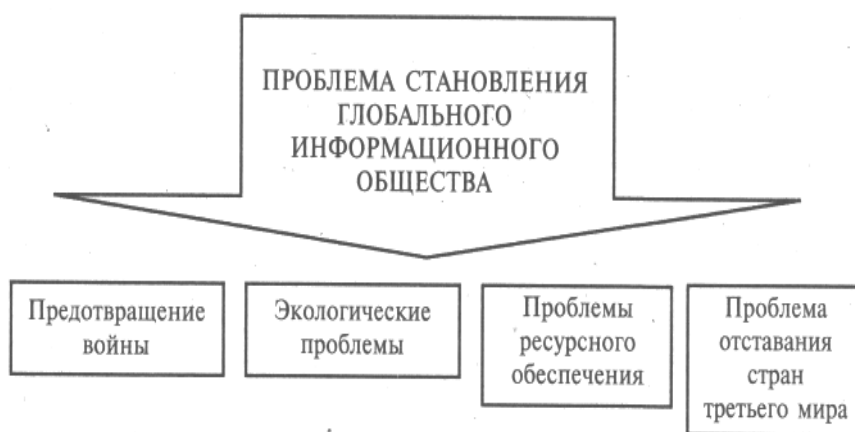 ПРОБЛЕМА СТАНОВЛЕНИЯ
ГЛОБАЛЬНОГО
ИНФОРМАЦИОННОГО
ОБЩЕСТВА
Предотвращение
войны
Экологические
проблемы
Проблемы
ресурсного
обеспечения
Проблема
отставания
стран
третьего мира